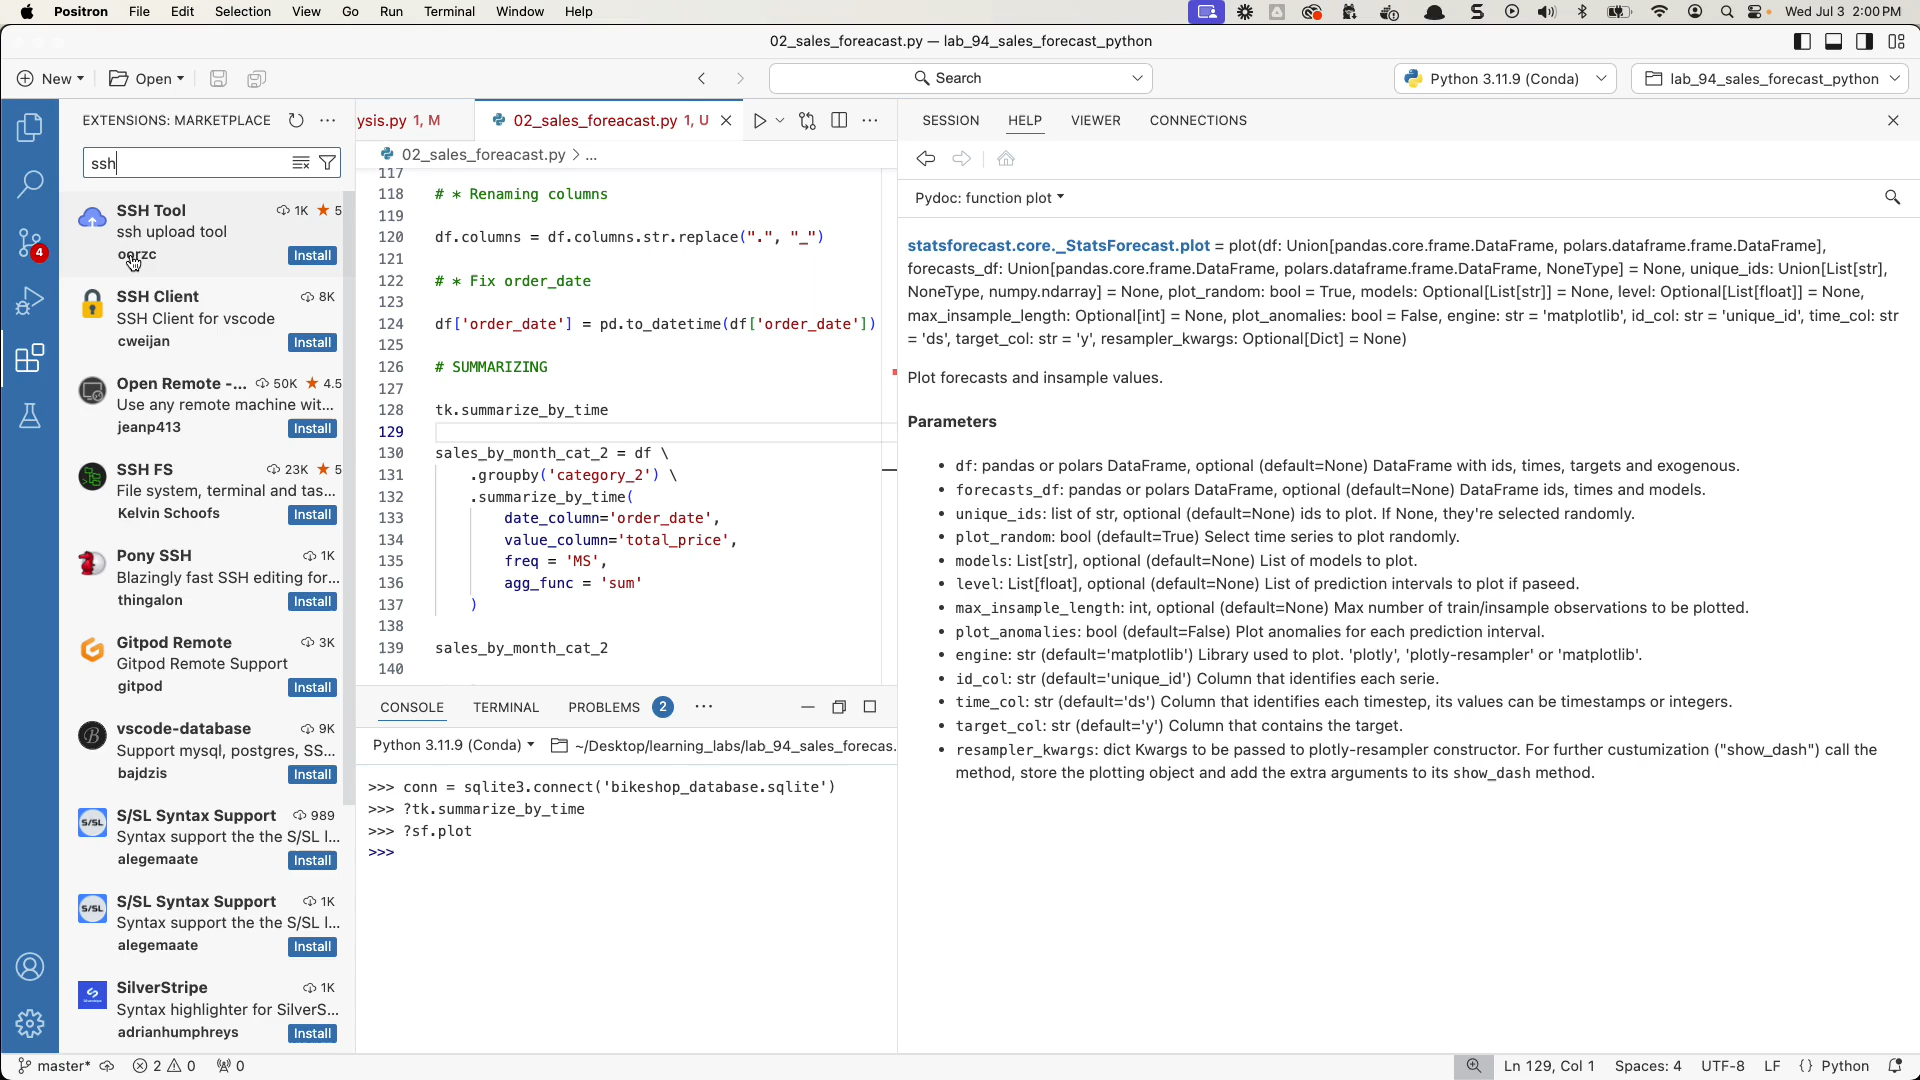 Positron File Edit Selection View Go Run Terminal Window Help
Wed Jul 3 2:00 PM
02_sales_foreacast.py — lab_94_sales_forecast_python
New
Open
Search
Python 3.11.9 (Conda)
lab_94_sales_forecast_python
EXTENSIONS: MARKETPLACE
ssh
SSH Tool 1K 5
ssh upload tool
Install
SSH Client 8K
SSH Client for vscode
cweijan Install
Open Remote -... 50K 4.5
Use any remote machine wit...
jeanp413 Install
SSH FS 23K 5
File system, terminal and tas...
Kelvin Schoofs Install
Pony SSH 1K
Blazingly fast SSH editing for...
thingalon Install
Gitpod Remote 3K
Gitpod Remote Support
gitpod Install
vscode-database 9K
Support mysql, postgres, SS...
bajdzis Install
S/SL S/SL Syntax Support 989
Syntax support the the S/SL l...
alegemaate Install
S/SL S/SL Syntax Support 1K
Syntax support the the S/SL l...
alegemaate Install
SilverStripe 1K
Syntax highlighter for SilverS...
adrianhumphreys Install
4
ysis.py 1, M
02_sales_foreacast.py 1, U
02_sales_foreacast.py > ...
117
118 # * Renaming columns
119
120 df.columns = df.columns.str.replace(".", "_")
121
122 # * Fix order_date
123
124 df['order_date'] = pd.to_datetime(df['order_date'])
125
126 # SUMMARIZING
127
128 tk.summarize_by_time
129
130 sales_by_month_cat_2 = df \
131 .groupby('category_2') \
132 .summarize_by_time(
133 date_column='order_date',
134 value_column='total_price',
135 freq = 'MS',
136 agg_func = 'sum'
137 )
138
139 sales_by_month_cat_2
140
CONSOLE TERMINAL PROBLEMS 2 ...
Python 3.11.9 (Conda) ~/Desktop/learning_labs/lab_94_sales_forecas.
>>> conn = sqlite3.connect('bikeshop_database.sqlite')
>>> ?tk.summarize_by_time
>>> ?sf.plot
>>>
SESSION HELP VIEWER CONNECTIONS
Pydoc: function plot
statsforecast.core._StatsForecast.plot = plot(df: Union[pandas.core.frame.DataFrame, polars.dataframe.frame.DataFrame],
forecasts_df: Union[pandas.core.frame.DataFrame, polars.dataframe.frame.DataFrame, NoneType] = None, unique_ids: Union[List[str],
NoneType, numpy.ndarray] = None, plot_random: bool = True, models: Optional[List[str]] = None, level: Optional[List[float]] = None,
max_insample_length: Optional[int] = None, plot_anomalies: bool = False, engine: str = 'matplotlib', id_col: str = 'unique_id', time_col: str
= 'ds', target_col: str = 'y', resampler_kwargs: Optional[Dict] = None)
Plot forecasts and insample values.
Parameters
• df: pandas or polars DataFrame, optional (default=None) DataFrame with ids, times, targets and exogenous.
• forecasts_df: pandas or polars DataFrame, optional (default=None) DataFrame ids, times and models.
• unique_ids: list of str, optional (default=None) ids to plot. If None, they're selected randomly.
• plot_random: bool (default=True) Select time series to plot randomly.
• models: List[str], optional (default=None) List of models to plot.
• level: List[float], optional (default=None) List of prediction intervals to plot if paseed.
• max_insample_length: int, optional (default=None) Max number of train/insample observations to be plotted.
• plot_anomalies: bool (default=False) Plot anomalies for each prediction interval.
• engine: str (default='matplotlib') Library used to plot. 'plotly', 'plotly-resampler' or 'matplotlib'.
• id_col: str (default='unique_id') Column that identifies each serie.
• time_col: str (default='ds') Column that identifies each timestep, its values can be timestamps or integers.
• target_col: str (default='y') Column that contains the target.
• resampler_kwargs: dict Kwargs to be passed to plotly-resampler constructor. For further custumization ("show_dash") call the
method, store the plotting object and add the extra arguments to its show_dash method.
master* 2 0 0
Ln 129, Col 1 Spaces: 4 UTF-8 LF {} Python